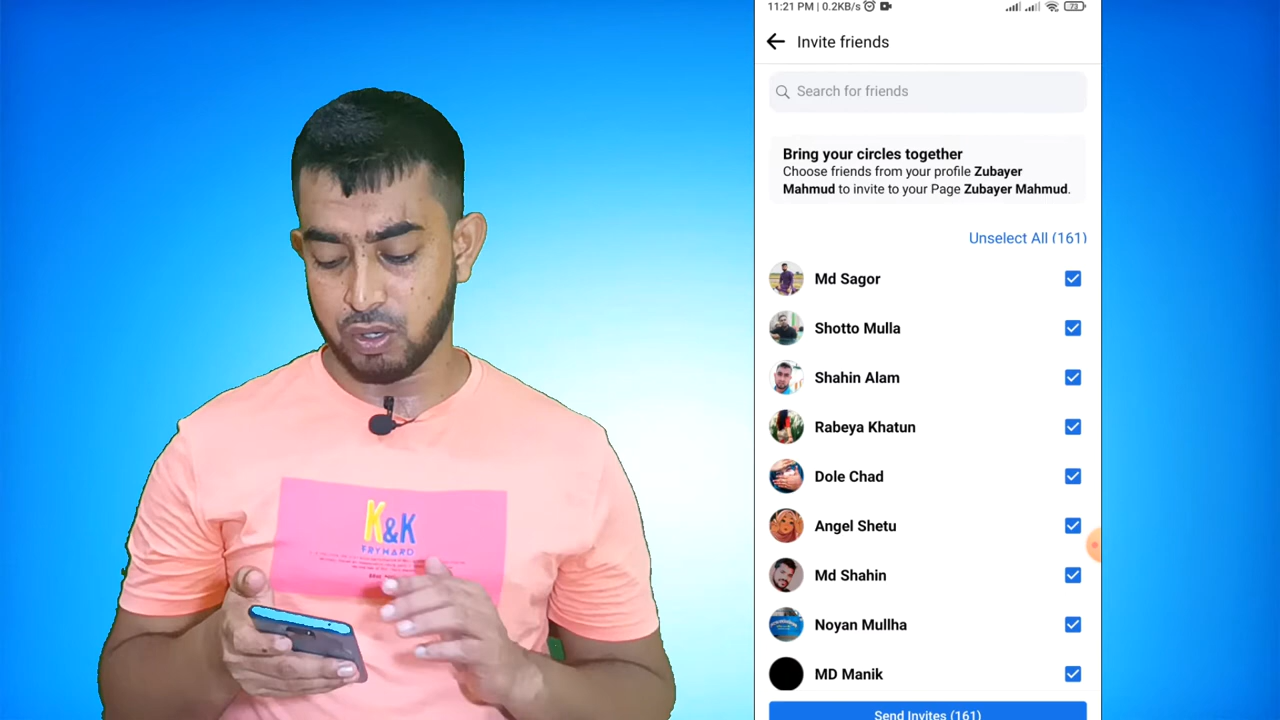 11:21 PM | 0.2KB/s
73
Invite friends
Search for friends
Bring your circles together
Choose friends from your profile Zubayer
Mahmud to invite to your Page Zubayer Mahmud.
Unselect All (161)
Md Sagor
Shotto Mulla
Shahin Alam
Rabeya Khatun
Dole Chad
Angel Shetu
Md Shahin
Noyan Mullha
MD Manik
Send Invites (161)
K&K
FRYHARD